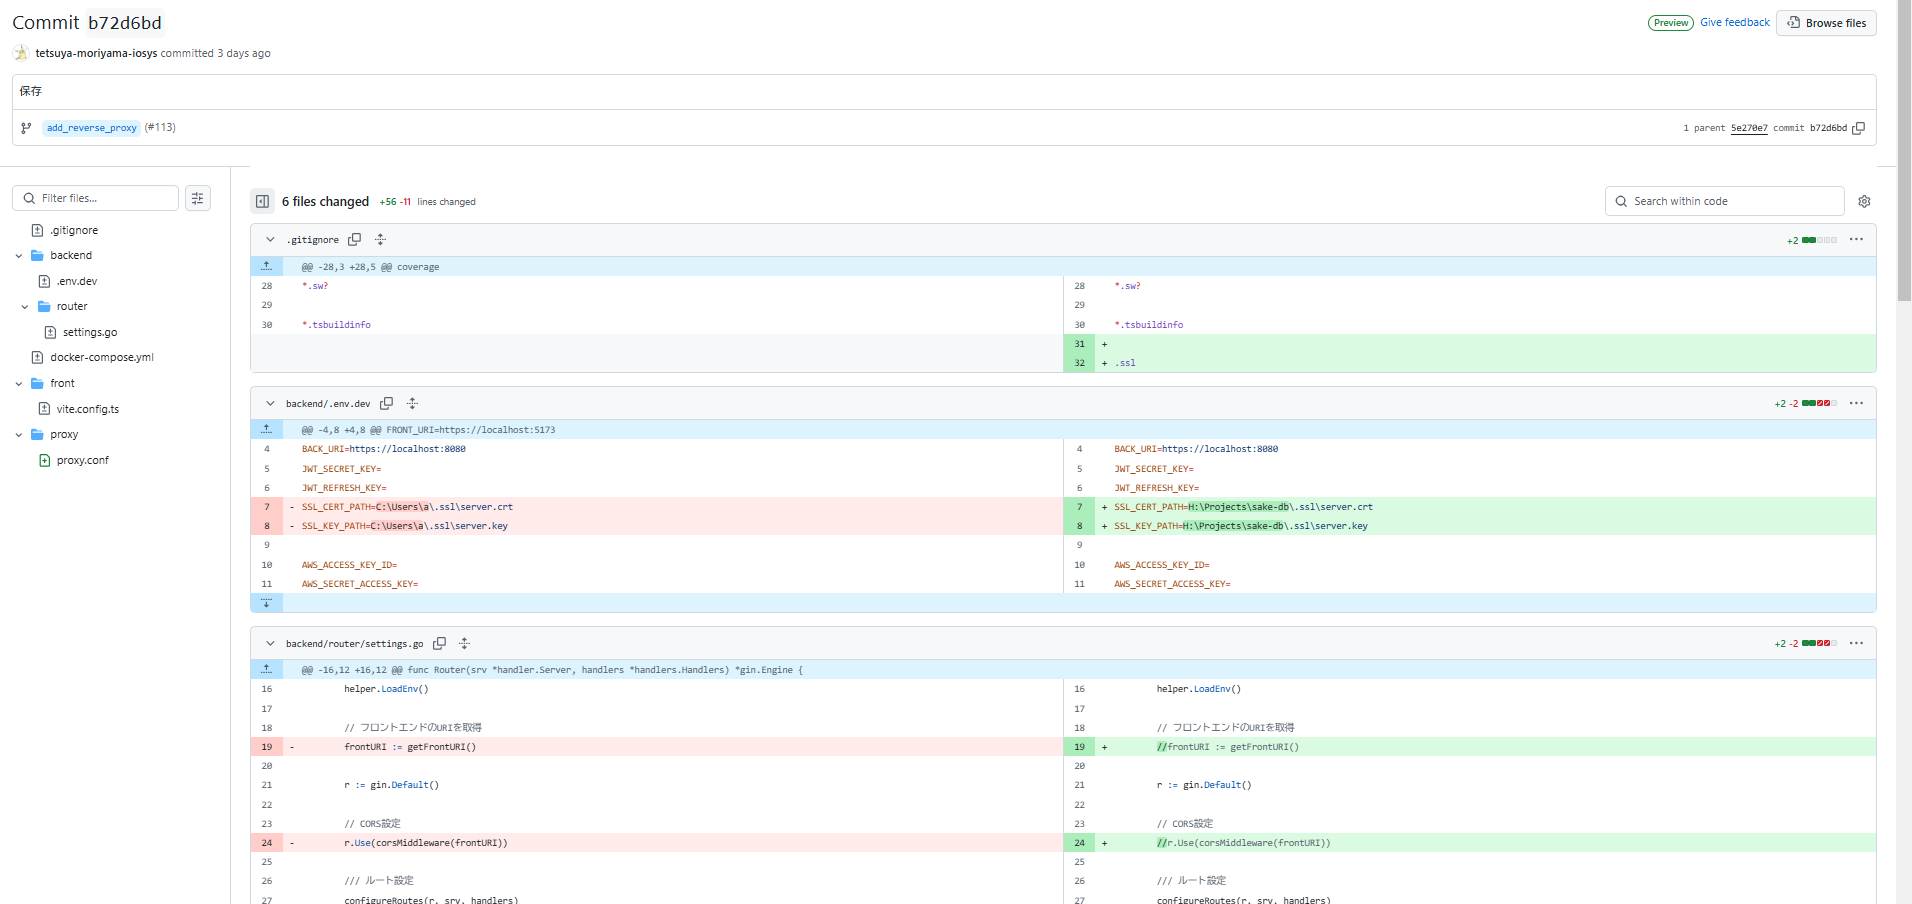 Commit b72d6bd
Preview Give feedback Browse files
tetsuya-moriyama-iosys committed 3 days ago
保存
add_reverse_proxy (#113)
1 parent 5e270e7 commit b72d6bd
Filter files...
.gitignore
backend
.env.dev
router
settings.go
docker-compose.yml
front
vite.config.ts
proxy
proxy.conf
6 files changed +56 -11 lines changed
Search within code
.gitignore
+2
@@ -28,3 +28,5 @@ coverage
28 *.sw? 28 *.sw?
29 29
30 *.tsbuildinfo 30 *.tsbuildinfo
31 +
32 + .ssl
backend/.env.dev
+2 -2
@@ -4,8 +4,8 @@ FRONT_URI=https://localhost:5173
4 BACK_URI=https://localhost:8080 4 BACK_URI=https://localhost:8080
5 JWT_SECRET_KEY= 5 JWT_SECRET_KEY=
6 JWT_REFRESH_KEY= 6 JWT_REFRESH_KEY=
7 - SSL_CERT_PATH=C:\Users\a\.ssl\server.crt 7 + SSL_CERT_PATH=H:\Projects\sake-db\.ssl\server.crt
8 - SSL_KEY_PATH=C:\Users\a\.ssl\server.key 8 + SSL_KEY_PATH=H:\Projects\sake-db\.ssl\server.key
9 9
10 AWS_ACCESS_KEY_ID= 10 AWS_ACCESS_KEY_ID=
11 AWS_SECRET_ACCESS_KEY= 11 AWS_SECRET_ACCESS_KEY=
backend/router/settings.go
+2 -2
@@ -16,12 +16,12 @@ func Router(srv *handler.Server, handlers *handlers.Handlers) *gin.Engine {
16 helper.LoadEnv() 16 helper.LoadEnv()
17 17
18 // フロントエンドのURIを取得 18 // フロントエンドのURIを取得
19 - frontURI := getFrontURI() 19 + //frontURI := getFrontURI()
20 20
21 r := gin.Default() 21 r := gin.Default()
22 22
23 // CORS設定 23 // CORS設定
24 - r.Use(corsMiddleware(frontURI)) 24 + //r.Use(corsMiddleware(frontURI))
25 25
26 /// ルート設定 26 /// ルート設定
27 configureRoutes(r, srv, handlers) 27 configureRoutes(r, srv, handlers)